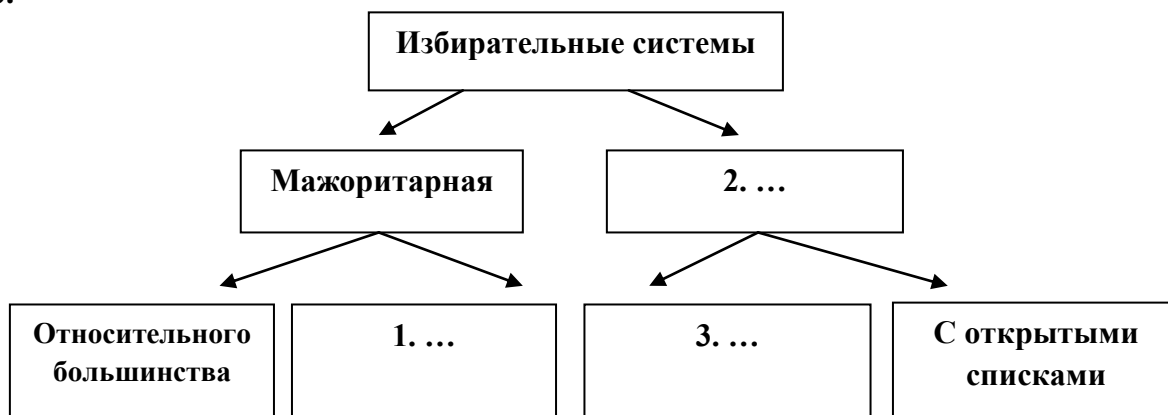 Избирательные системы
Мажоритарная
2. …
Относительного
большинства
1. …
3. …
С открытыми
списками